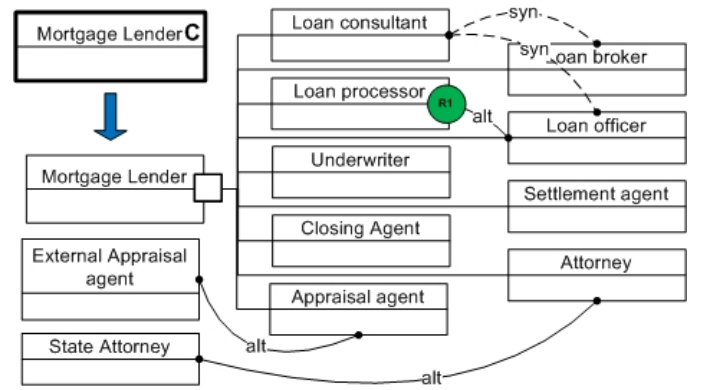 Mortgage Lender C
Loan consultant
syn
syn
oan broker
Loan processor
R1
alt
Loan officer
Underwriter
Mortgage Lender
Settlement agent
Closing Agent
External Appraisal
agent
Attorney
Appraisal agent
State Attorney
alt
alt